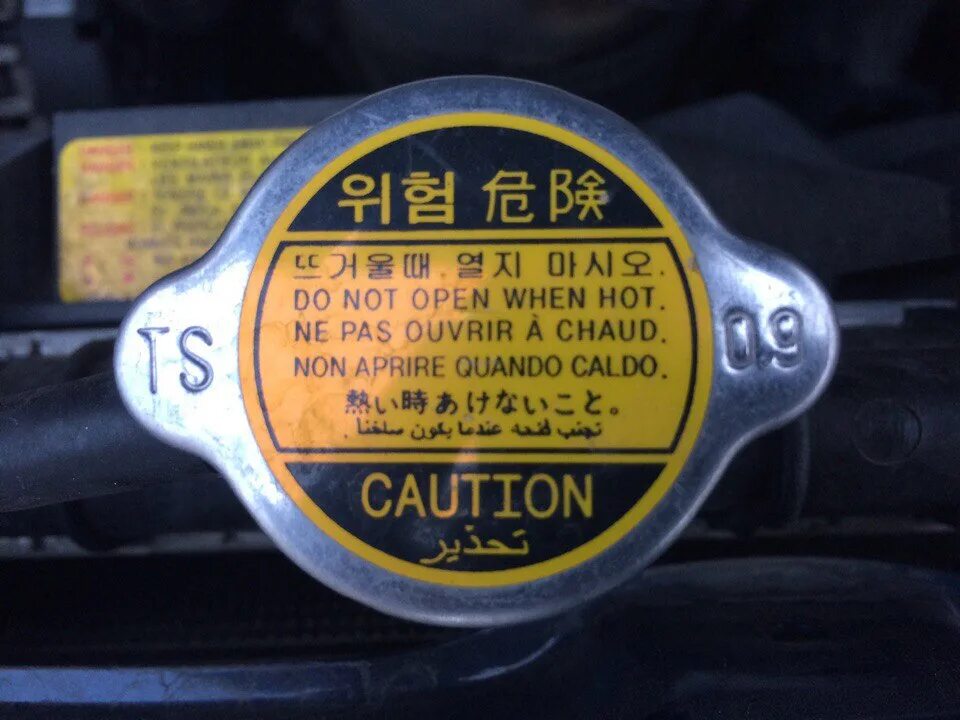 위험 危険
뜨거울때 열지 마시오.
DO NOT OPEN WHEN HOT.
NE PAS OUVRIR À CHAUD.
NON APRIRE QUANDO CALDO.
熱い時あけないこと。
تجنب فتحه عندما يكون ساخنا.
CAUTION
تحذير
TS
0.9